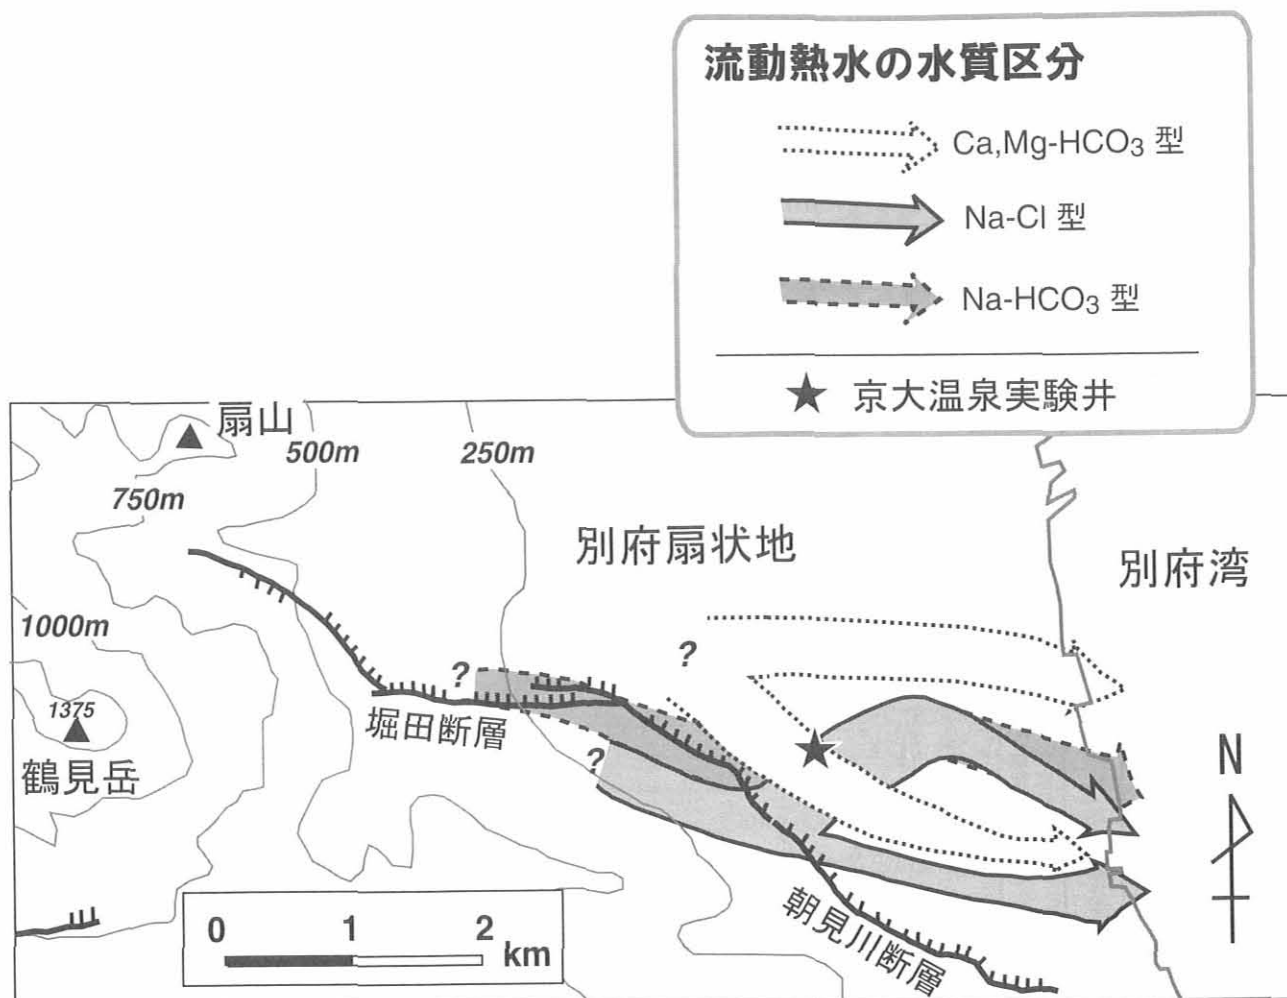 流動熱水の水質区分
Ca,Mg-HCO3 型
Na-Cl 型
Na-HCO3 型
★ 京大温泉実験井
扇山
500m
250m
750m
別府扇状地
別府湾
1000m
?
?
1375
堀田断層
?
鶴見岳
N
朝見川断層
0 1 2
km